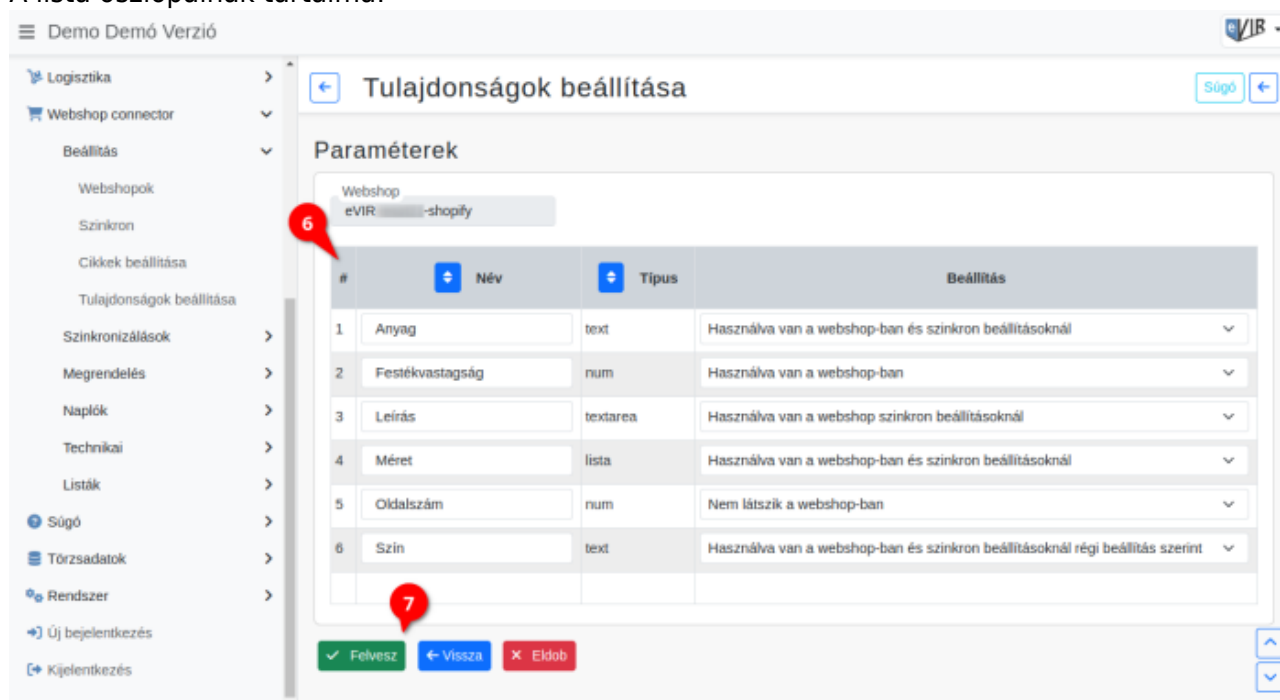 Demo Demó Verzió
eVIR
Logisztika
Webshop connector
Beállítás
Webshopok
Szinkron
Cikkek beállítása
Tulajdonságok beállítása
Szinkronizálások
Megrendelés
Naplók
Technikai
Listák
Súgó
Törzsadatok
Rendszer
Új bejelentkezés
Kijelentkezés
Tulajdonságok beállítása
Súgó
Paraméterek
Webshop
eVIR -shopify
6
# Név Típus Beállítás
1 Anyag text Használva van a webshop-ban és szinkron beállításoknál
2 Festékvastagság num Használva van a webshop-ban
3 Leírás textarea Használva van a webshop szinkron beállításoknál
4 Méret lista Használva van a webshop-ban és szinkron beállításoknál
5 Oldalszám num Nem látszik a webshop-ban
6 Szín text Használva van a webshop-ban és szinkron beállításoknál régi beállítás szerint
7
Felvesz Vissza Eldob